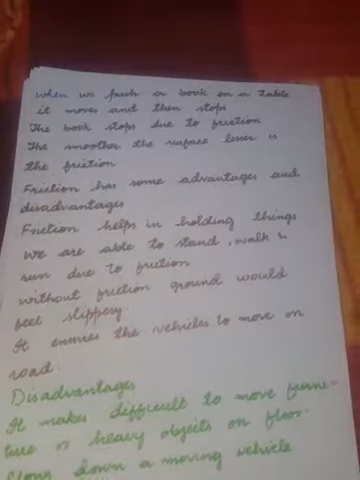 when we push a book on a table
it moves and then stops
The book stops due to friction
The smoother the surface lesser is
the friction
Friction has some advantages and
disadvantages
Friction helps in holding things
We are able to stand, walk &
run due to friction
without friction ground would
feel slippery.
It ensures the vehicles to move on
road.
Disadvantages
It makes difficult to move furni-
ture or heavy objects on floor.
Slows down a moving vehicle